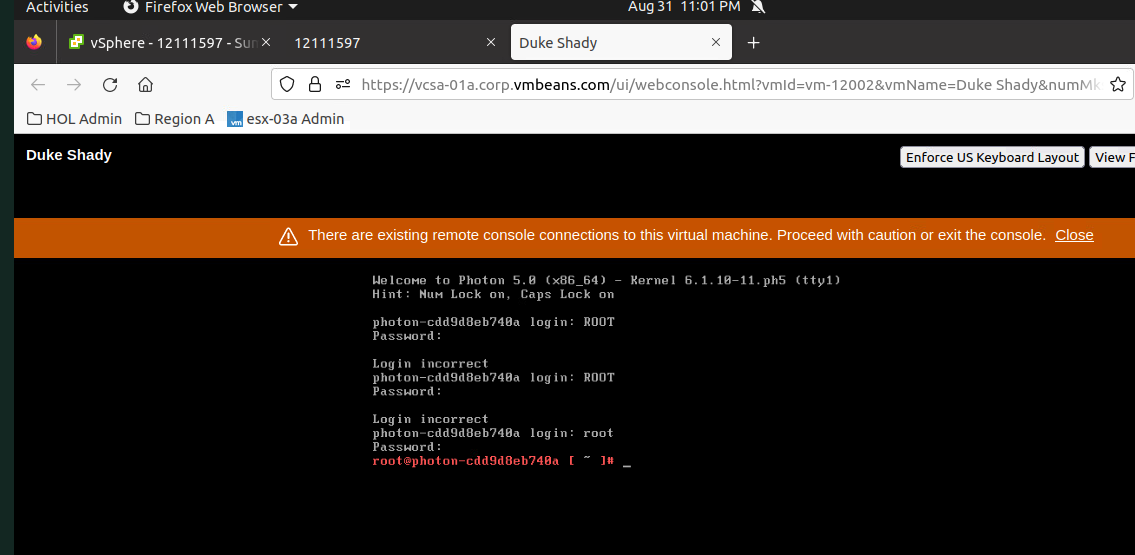 Activities Firefox Web Browser Aug 31 11:01 PM
vSphere - 12111597 - Sun 12111597 Duke Shady
https://vcsa-01a.corp.vmbeans.com/ui/webconsole.html?vmId=vm-12002&vmName=Duke Shady&numMk
HOL Admin Region A vm esx-03a Admin
Duke Shady Enforce US Keyboard Layout View F
There are existing remote console connections to this virtual machine. Proceed with caution or exit the console. Close
Welcome to Photon 5.0 (x86_64) - Kernel 6.1.10-11.ph5 (tty1)
Hint: Num Lock on, Caps Lock on
photon-cdd9d8eb740a login: ROOT
Password:
Login incorrect
photon-cdd9d8eb740a login: ROOT
Password:
Login incorrect
photon-cdd9d8eb740a login: root
Password:
root@photon-cdd9d8eb740a [ ~ ]# _